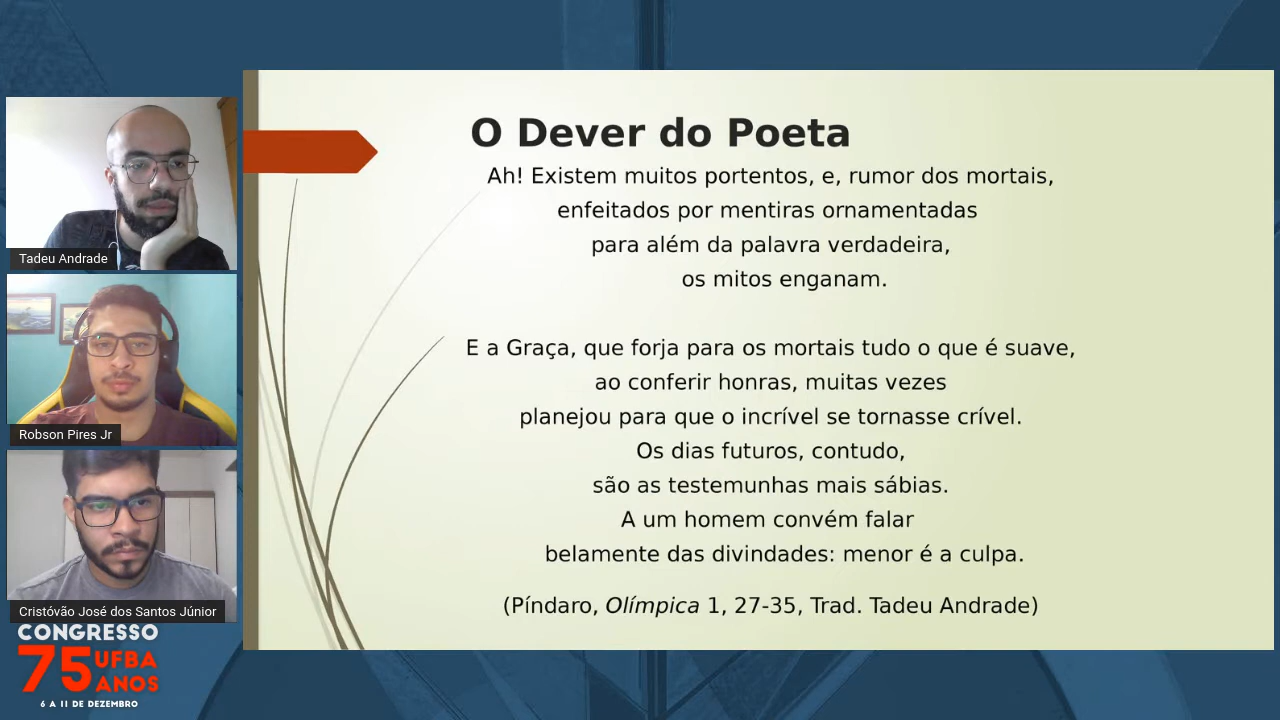 O Dever do Poeta
Ah! Existem muitos portentos, e, rumor dos mortais,
enfeitados por mentiras ornamentadas
para além da palavra verdadeira,
os mitos enganam.
E a Graça, que forja para os mortais tudo o que é suave,
ao conferir honras, muitas vezes
planejou para que o incrível se tornasse crível.
Os dias futuros, contudo,
são as testemunhas mais sábias.
A um homem convém falar
belamente das divindades: menor é a culpa.
(Píndaro, Olímpica 1, 27-35, Trad. Tadeu Andrade)
Tadeu Andrade
Robson Pires Jr
Cristóvão José dos Santos Júnior
CONGRESSO
75 UFBA
ANOS
6 A 11 DE DEZEMBRO